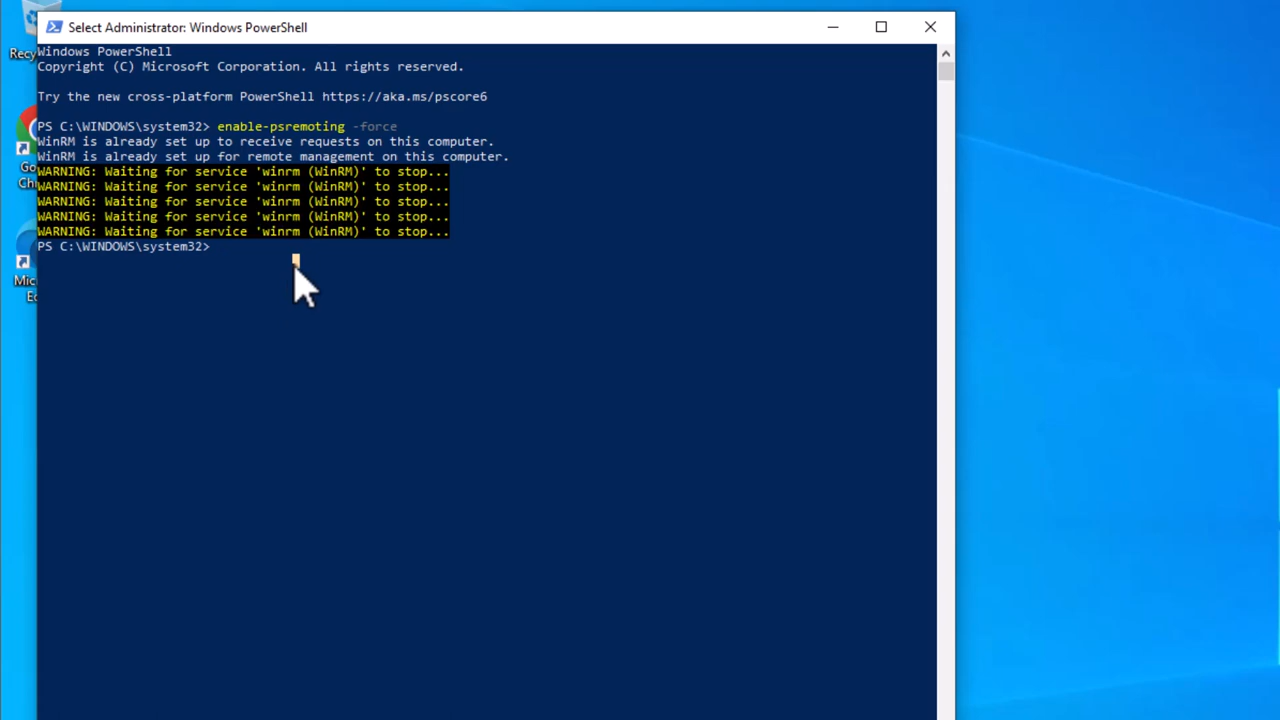 Select Administrator: Windows PowerShell
Recy
Windows PowerShell
Copyright (C) Microsoft Corporation. All rights reserved.
Try the new cross-platform PowerShell https://aka.ms/pscore6
PS C:\WINDOWS\system32> enable-psremoting -force
WinRM is already set up to receive requests on this computer.
WinRM is already set up for remote management on this computer.
WARNING: Waiting for service 'winrm (WinRM)' to stop...
WARNING: Waiting for service 'winrm (WinRM)' to stop...
WARNING: Waiting for service 'winrm (WinRM)' to stop...
WARNING: Waiting for service 'winrm (WinRM)' to stop...
WARNING: Waiting for service 'winrm (WinRM)' to stop...
PS C:\WINDOWS\system32>
Go
Ch
Mic
E